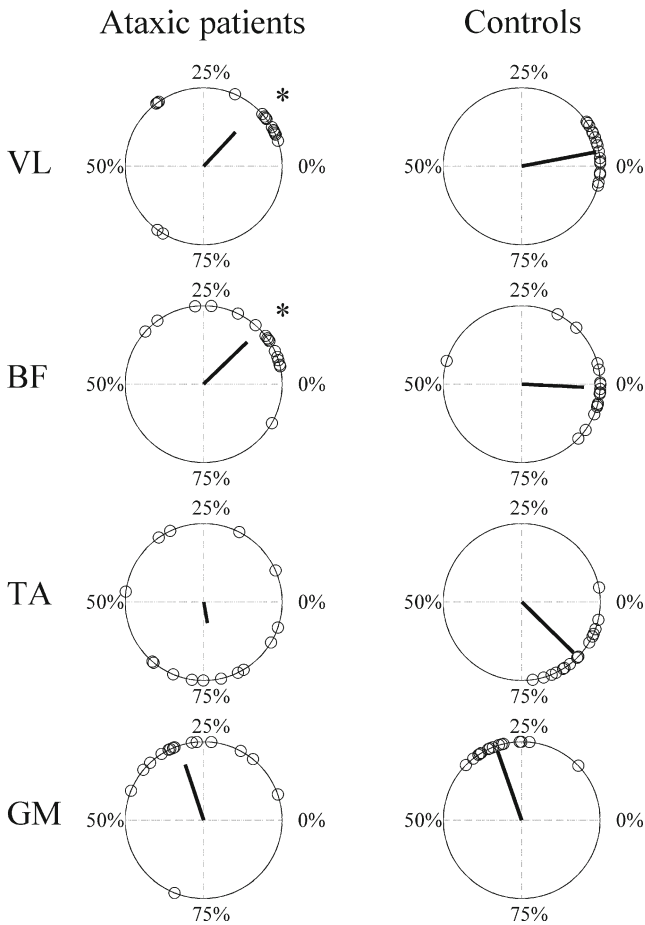 Ataxic patients Controls
25% 25%
*
VL 50% 0% 50% 0%
75% 75%
25% 25%
*
BF 50% 0% 50% 0%
75% 75%
25% 25%
TA 50% 0% 50% 0%
75% 75%
25% 25%
GM 50% 0% 50% 0%
75% 75%